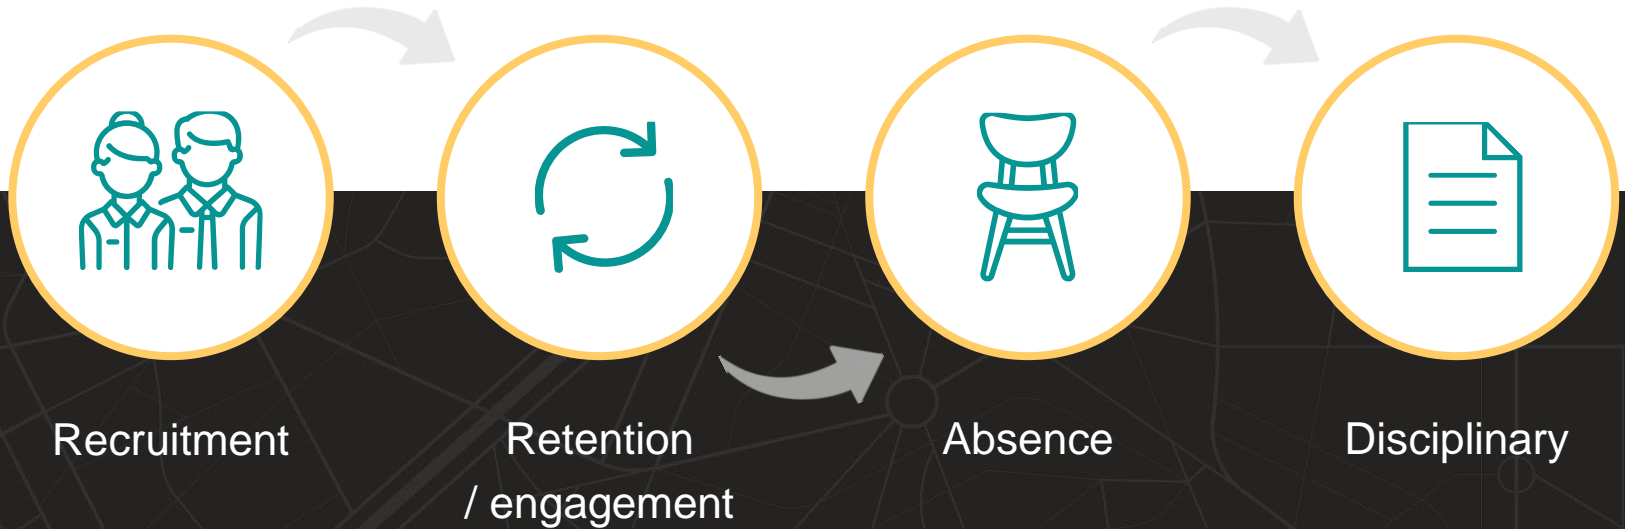 Recruitment
Retention
/ engagement
Absence
Disciplinary